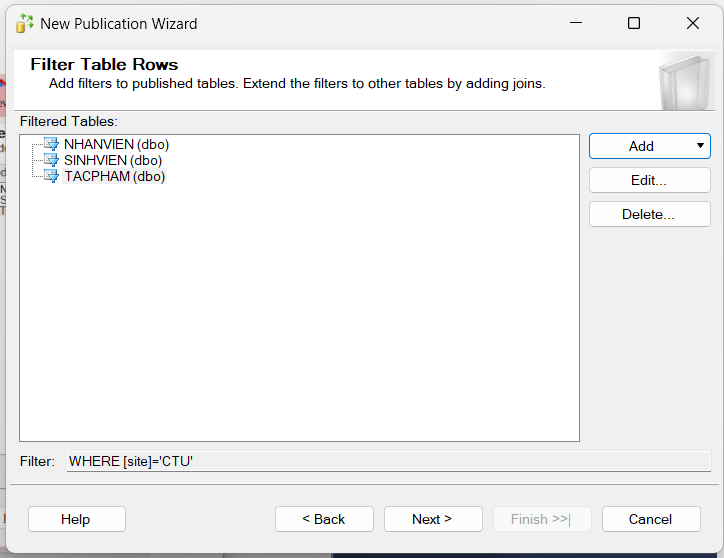 New Publication Wizard
Filter Table Rows
Add filters to published tables. Extend the filters to other tables by adding joins.
Filtered Tables:
NHANVIEN (dbo)
SINHVIEN (dbo)
TACPHAM (dbo)
Add
Edit...
Delete...
Filter: WHERE [site]='CTU'
Help
< Back
Next >
Finish >>|
Cancel